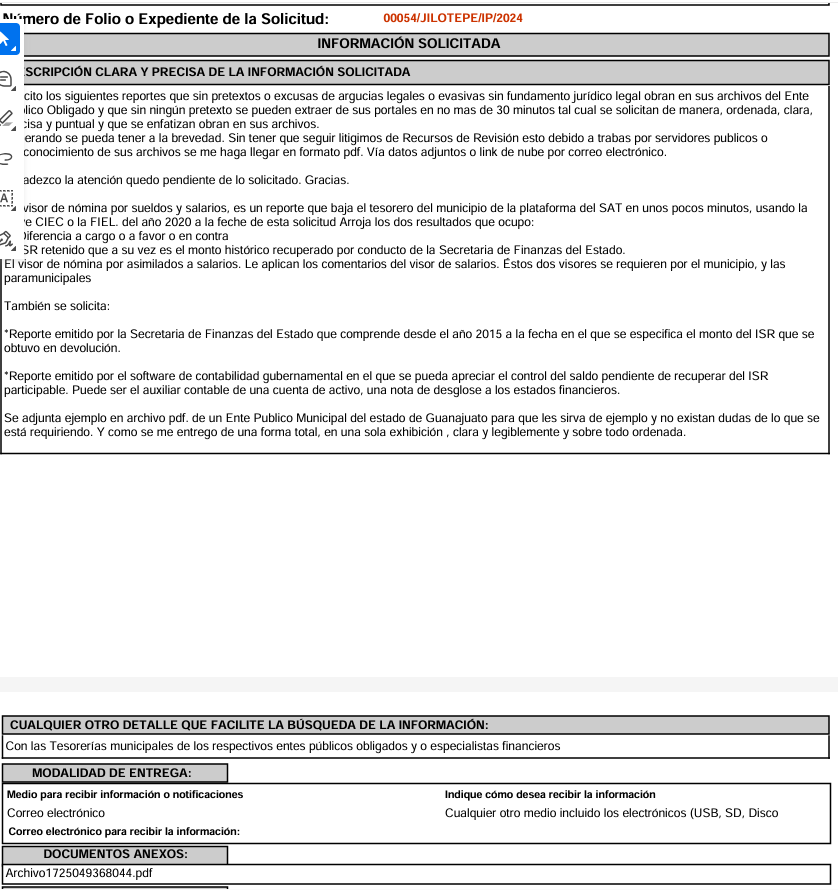 Número de Folio o Expediente de la Solicitud: 00054/JILOTEPE/IP/2024
INFORMACIÓN SOLICITADA
SCRIPCIÓN CLARA Y PRECISA DE LA INFORMACIÓN SOLICITADA
cito los siguientes reportes que sin pretextos o excusas de argucias legales o evasivas sin fundamento jurídico legal obran en sus archivos del Ente
lico Obligado y que sin ningún pretexto se pueden extraer de sus portales en no mas de 30 minutos tal cual se solicitan de manera, ordenada, clara,
cisa y puntual y que se enfatizan obran en sus archivos.
erando se pueda tener a la brevedad. Sin tener que seguir litigimos de Recursos de Revisión esto debido a trabas por servidores publicos o
conocimiento de sus archivos se me haga llegar en formato pdf. Vía datos adjuntos o link de nube por correo electrónico.
adezco la atención quedo pendiente de lo solicitado. Gracias.
visor de nómina por sueldos y salarios, es un reporte que baja el tesorero del municipio de la plataforma del SAT en unos pocos minutos, usando la
e CIEC o la FIEL. del año 2020 a la feche de esta solicitud Arroja los dos resultados que ocupo:
Diferencia a cargo o a favor o en contra
SR retenido que a su vez es el monto histórico recuperado por conducto de la Secretaria de Finanzas del Estado.
El visor de nómina por asimilados a salarios. Le aplican los comentarios del visor de salarios. Éstos dos visores se requieren por el municipio, y las
paramunicipales
También se solicita:
*Reporte emitido por la Secretaria de Finanzas del Estado que comprende desde el año 2015 a la fecha en el que se especifica el monto del ISR que se
obtuvo en devolución.
*Reporte emitido por el software de contabilidad gubernamental en el que se pueda apreciar el control del saldo pendiente de recuperar del ISR
participable. Puede ser el auxiliar contable de una cuenta de activo, una nota de desglose a los estados financieros.
Se adjunta ejemplo en archivo pdf. de un Ente Publico Municipal del estado de Guanajuato para que les sirva de ejemplo y no existan dudas de lo que se
está requiriendo. Y como se me entrego de una forma total, en una sola exhibición , clara y legiblemente y sobre todo ordenada.
CUALQUIER OTRO DETALLE QUE FACILITE LA BÚSQUEDA DE LA INFORMACIÓN:
Con las Tesorerías municipales de los respectivos entes públicos obligados y o especialistas financieros
MODALIDAD DE ENTREGA:
Medio para recibir información o notificaciones Indique cómo desea recibir la información
Correo electrónico Cualquier otro medio incluido los electrónicos (USB, SD, Disco
Correo electrónico para recibir la información:
DOCUMENTOS ANEXOS:
Archivo1725049368044.pdf